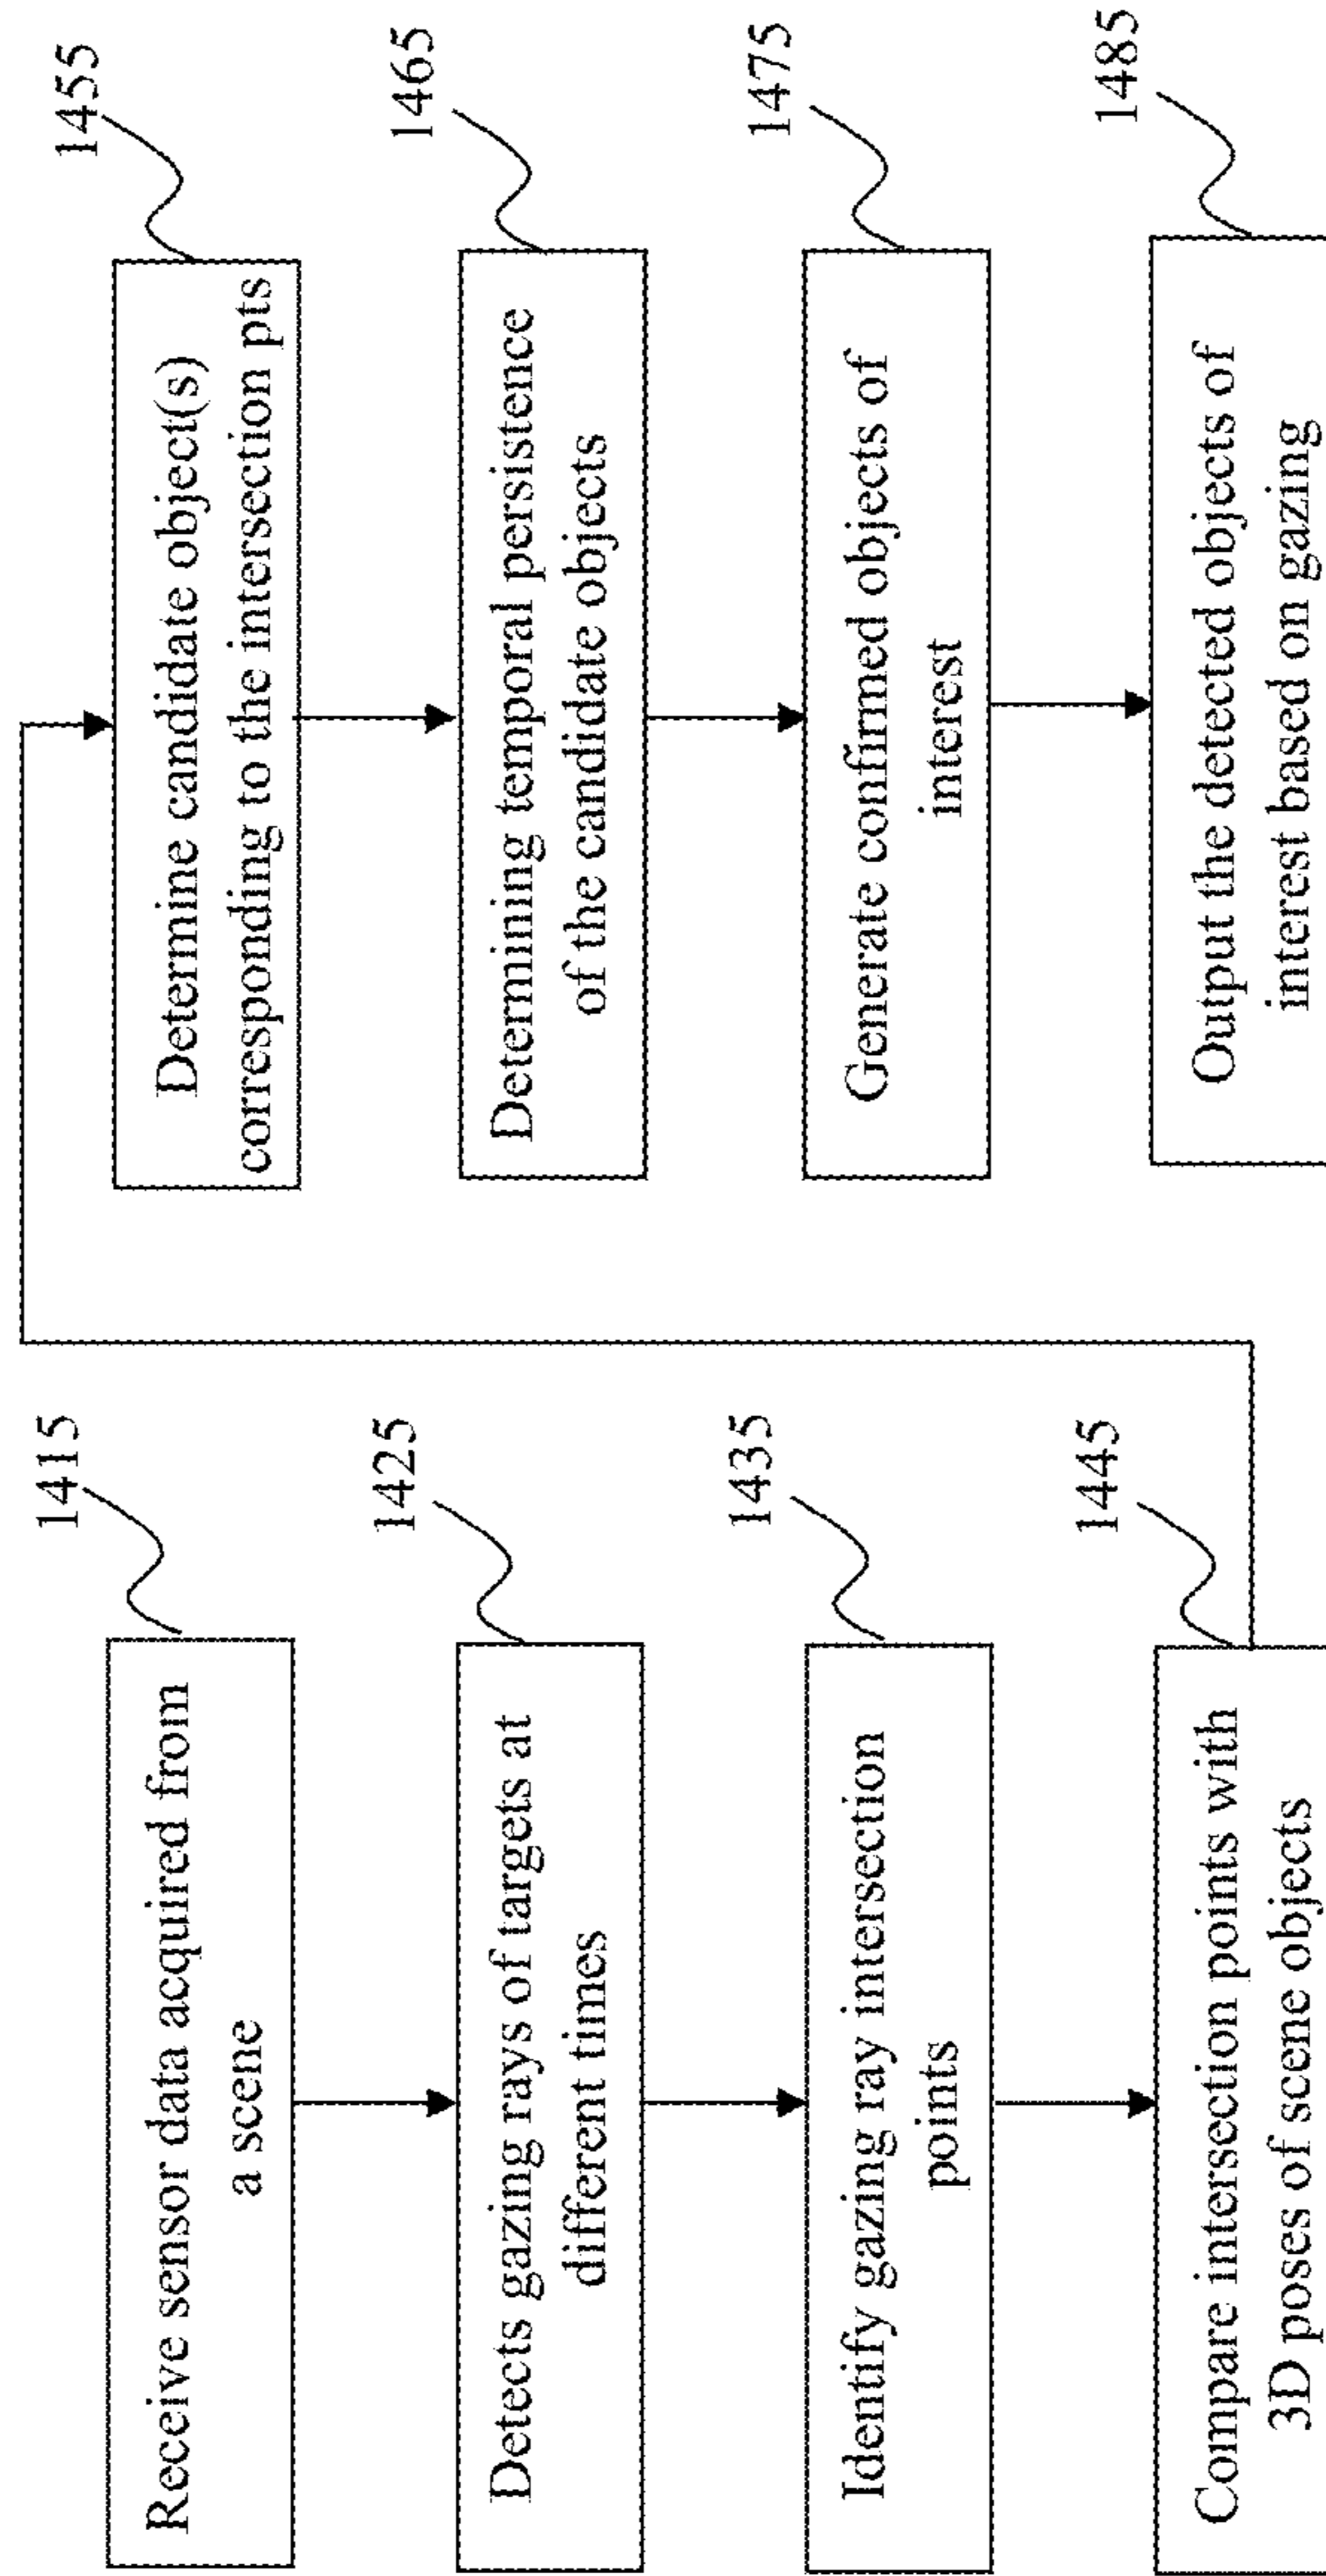 1415
Receive sensor data acquired from
a scene
1425
Detects gazing rays of targets at
different times
1435
Identify gazing ray intersection
points
1445
Compare intersection points with
3D poses of scene objects
1455
Determine candidate object(s)
corresponding to the intersection pts
1465
Determining temporal persistence
of the candidate objects
1475
Generate confirmed objects of
interest
1485
Output the detected objects of
interest based on gazing